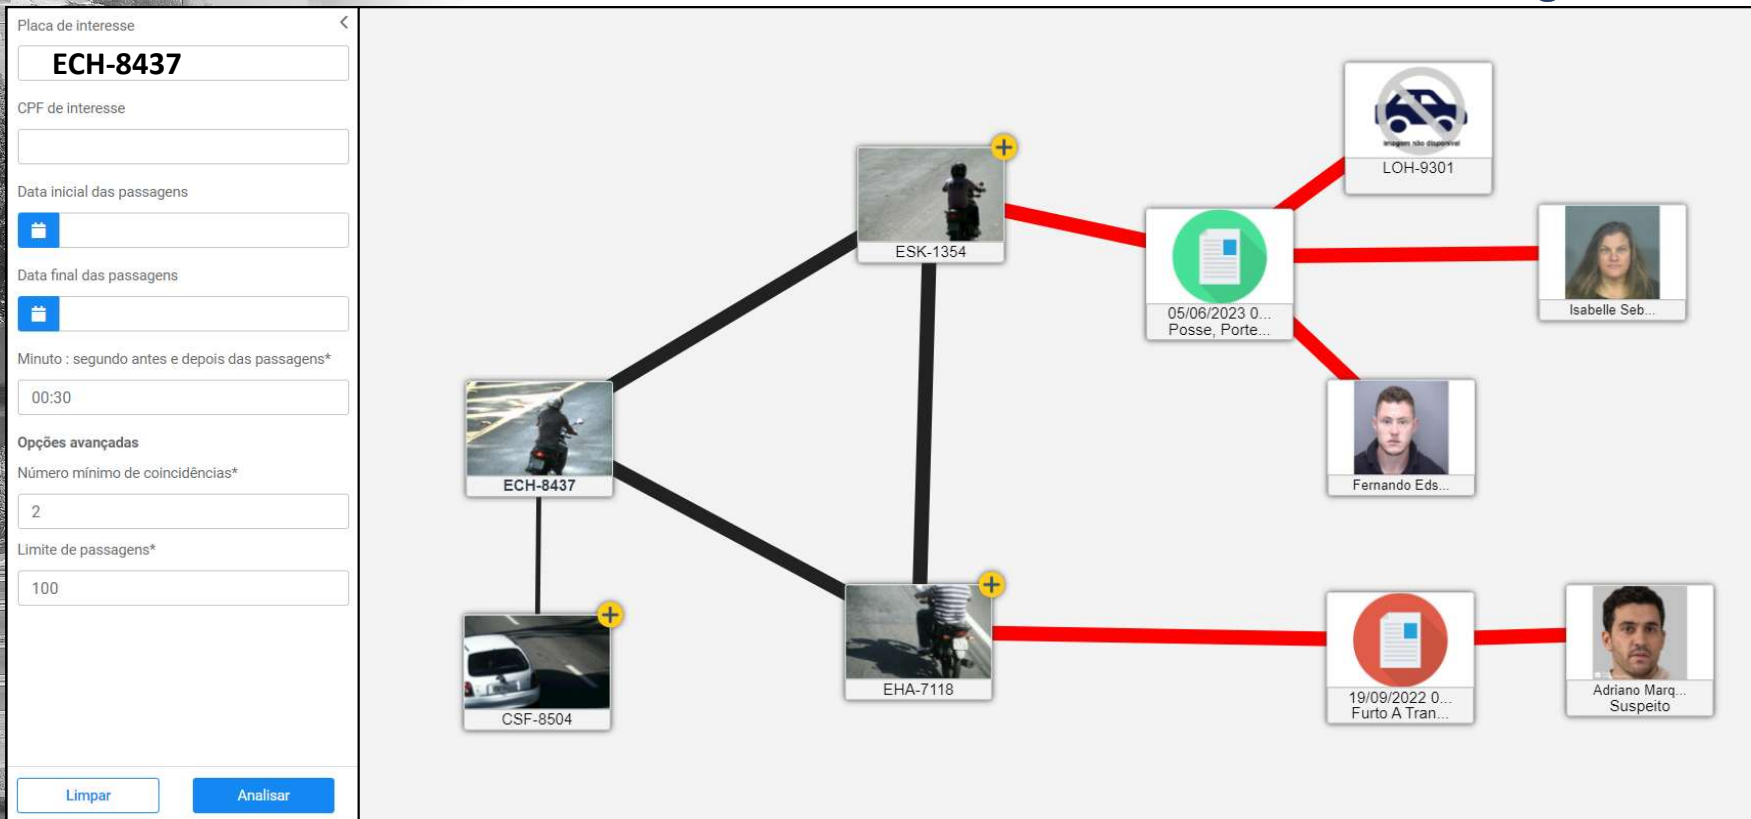 Placa de interesse
ECH-8437
CPF de interesse
Data inicial das passagens
Data final das passagens
Minuto : segundo antes e depois das passagens*
00:30
Opções avançadas
Número mínimo de coincidências*
2
Limite de passagens*
100
Limpar
Analisar
Imagem não disponível
LOH-9301
ESK-1354
05/06/2023 0...
Posse, Porte...
Isabelle Seb...
Fernando Eds...
ECH-8437
CSF-8504
EHA-7118
19/09/2022 0...
Furto A Tran...
Adriano Marq...
Suspeito